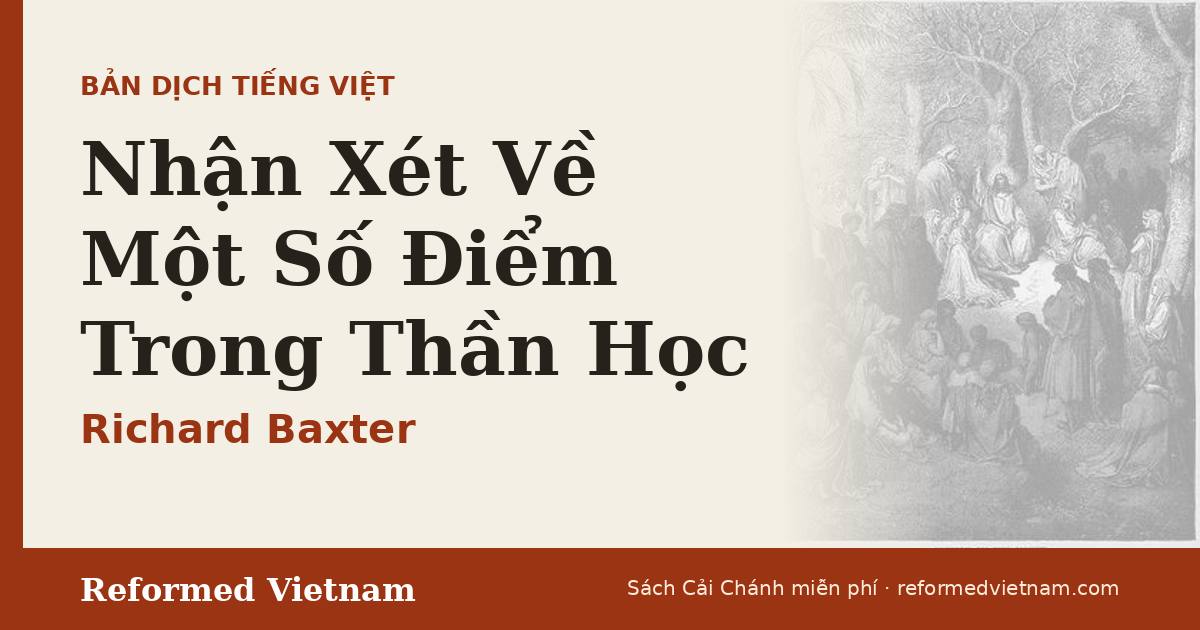 BẢN DỊCH TIẾNG VIỆT
Nhận Xét Về
Một Số Điểm
Trong Thần Học
Richard Baxter
Reformed Vietnam
Sách Cải Chánh miễn phí · reformedvietnam.com